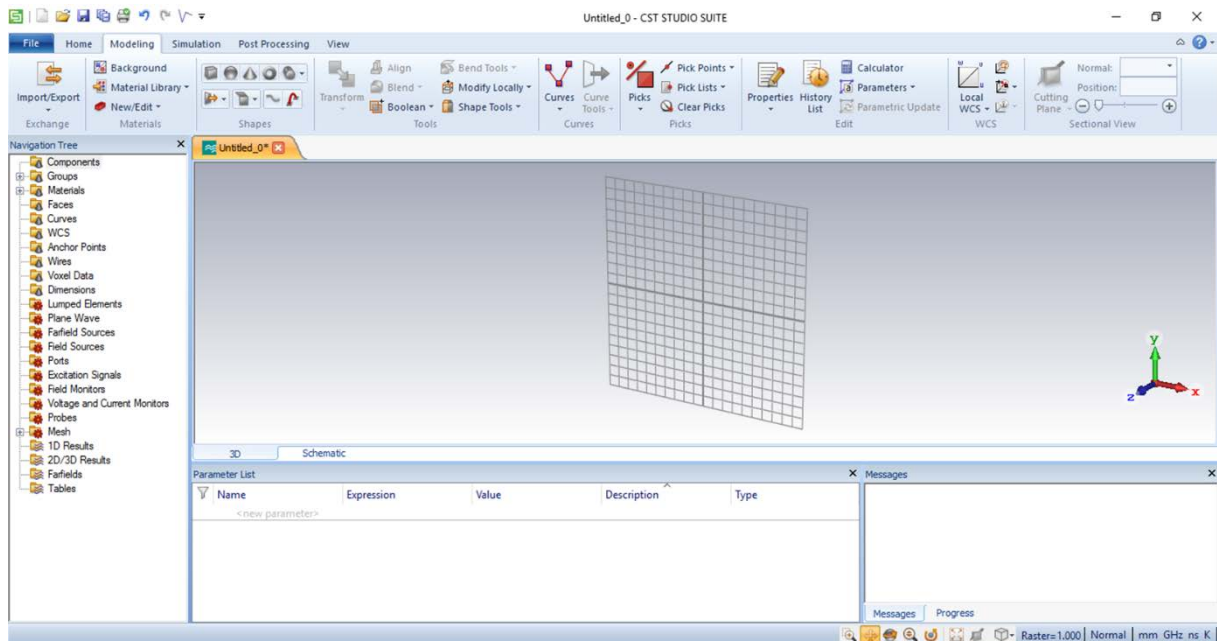 Untitled_0 - CST STUDIO SUITE
File Home Modeling Simulation Post Processing View
Import/Export
Exchange
Background
Material Library
New/Edit
Materials
Shapes
Transform
Align
Blend
Boolean
Bend Tools
Modify Locally
Shape Tools
Tools
Curves
Curve Tools
Curves
Picks
Pick Points
Pick Lists
Clear Picks
Picks
Properties
History List
Calculator
Parameters
Parametric Update
Edit
Local WCS
WCS
w u
Cutting Plane
Normal:
Position:
Sectional View
Navigation Tree
Components
Groups
Materials
Faces
Curves
WCS
Anchor Points
Wires
Voxel Data
Dimensions
Lumped Elements
Plane Wave
Farfield Sources
Field Sources
Ports
Excitation Signals
Field Monitors
Voltage and Current Monitors
Probes
Mesh
1D Results
2D/3D Results
Farfields
Tables
Untitled_0*
y
z
x
3D Schematic
Parameter List
Name Expression Value Description Type
<new parameter>
Messages
Messages Progress
Raster=1.000 Normal mm GHz ns K